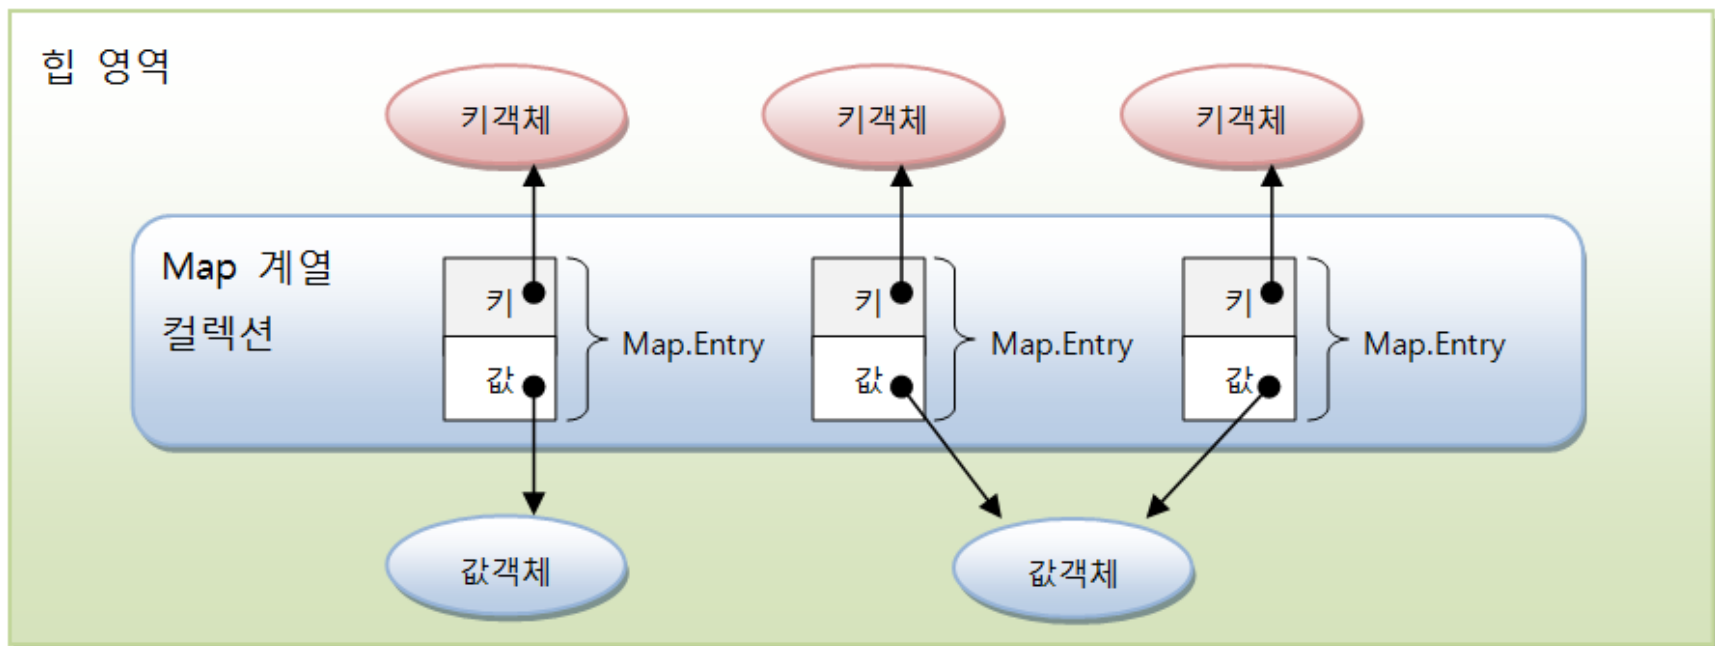 힙 영역
키객체
키객체
키객체
Map 계열
컬렉션
키
값
Map.Entry
키
값
Map.Entry
키
값
Map.Entry
값객체
값객체